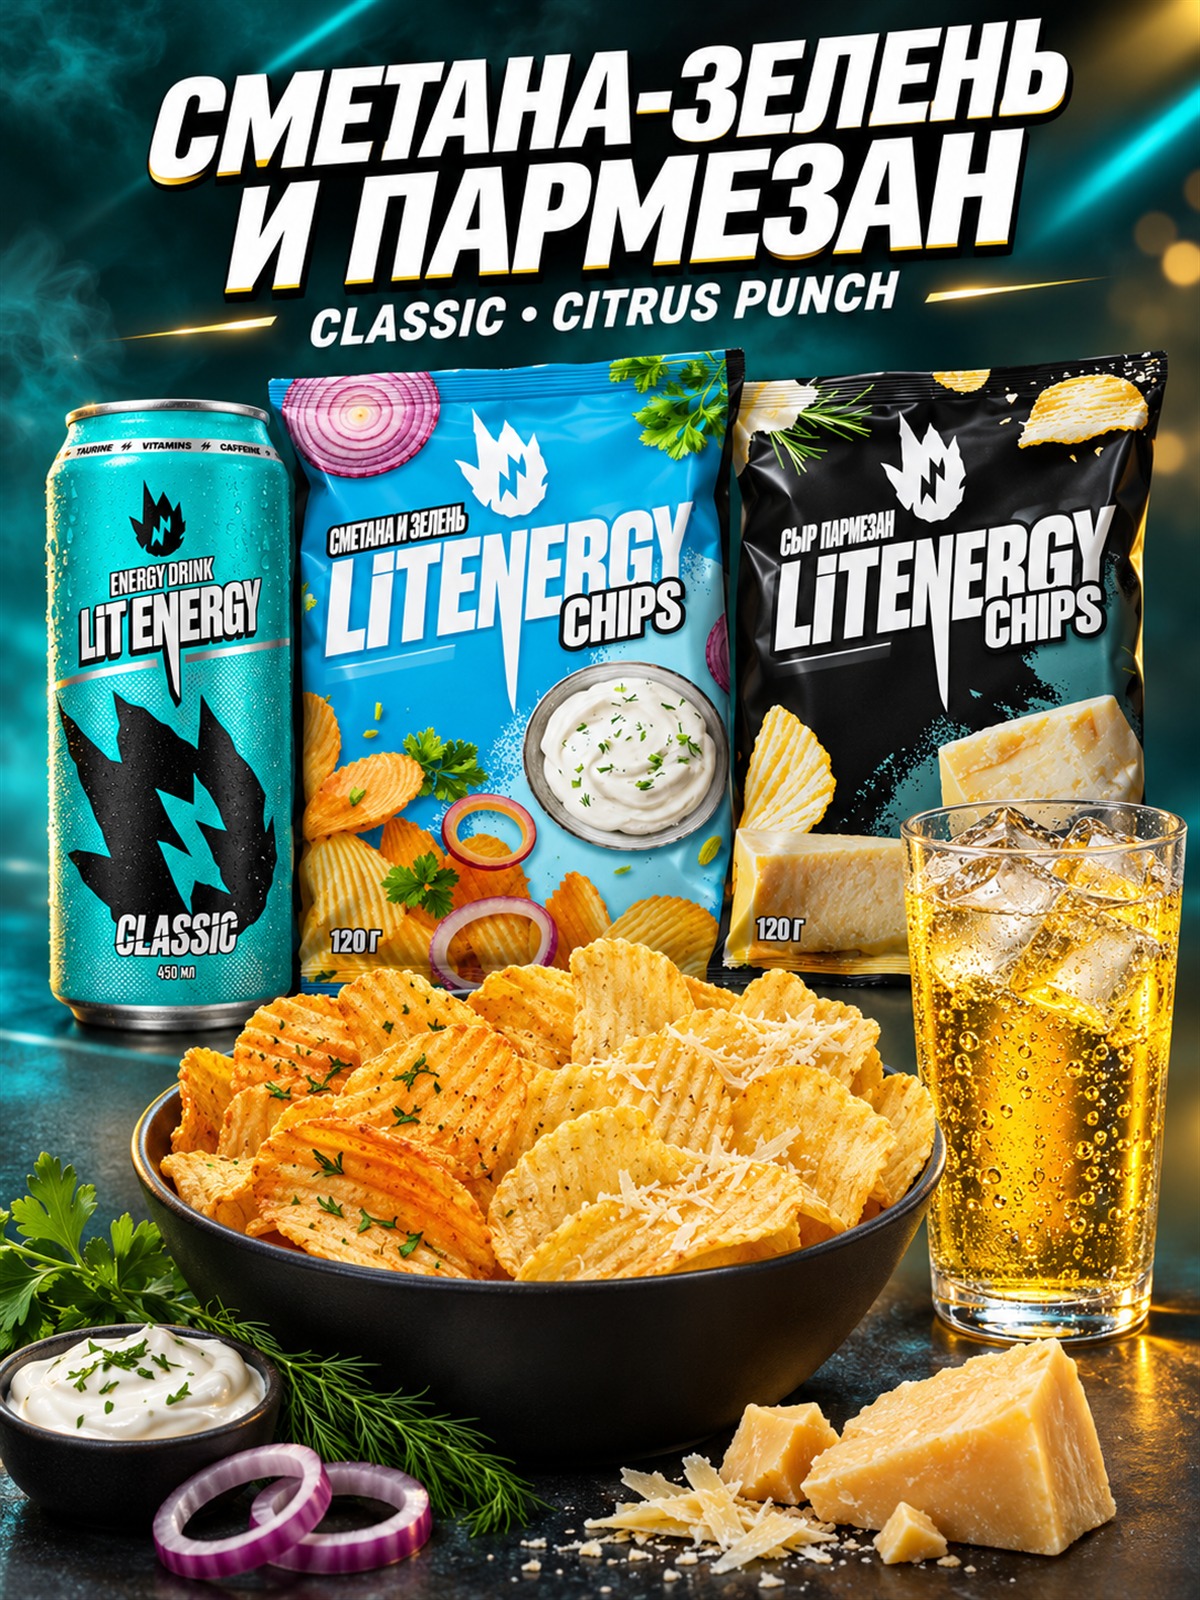 СМЕТАНА-ЗЕЛЕНЬ
И ПАРМЕЗАН
CLASSIC • CITRUS PUNCH
TAURINE VITAMINS CAFFEINE
ENERGY DRINK
LiT ENERGY
CLASSIC
450 МЛ
СМЕТАНА И ЗЕЛЕНЬ
LiTENERGY
CHIPS
120 Г
СЫР ПАРМЕЗАН
LiTENERGY
CHIPS
120 Г